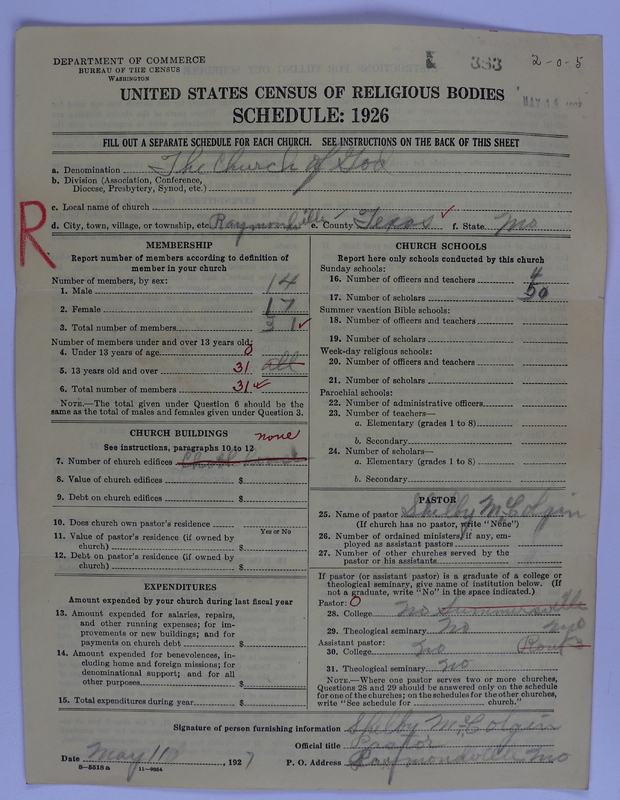 DEPARTMENT OF COMMERCE
BUREAU OF THE CENSUS
WASHINGTON
383
2-0-5
UNITED STATES CENSUS OF RELIGIOUS BODIES
SCHEDULE: 1926
FILL OUT A SEPARATE SCHEDULE FOR EACH CHURCH. SEE INSTRUCTIONS ON THE BACK OF THIS SHEET
a. Denomination The Church of God
b. Division (Association, Conference,
Diocese, Presbytery, Synod, etc.)
c. Local name of church
d. City, town, village, or township, etc. Raymondville e. County Texas f. State Mo
R
MEMBERSHIP
Report number of members according to definition of
member in your church
Number of members, by sex:
1. Male 14
2. Female 17
3. Total number of members 31
Number of members under and over 13 years old:
4. Under 13 years of age 0
5. 13 years old and over 31 all
6. Total number of members 31
NOTE.—The total given under Question 6 should be
the same as the total of males and females given under Question 3.
CHURCH BUILDINGS none
See instructions, paragraphs 10 to 12
7. Number of church edifices
8. Value of church edifices $
9. Debt on church edifices $
10. Does church own pastor's residence
Yes or No
11. Value of pastor's residence (if owned by
church) $
12. Debt on pastor's residence (if owned by
church) $
EXPENDITURES
Amount expended by your church during last fiscal year
13. Amount expended for salaries, repairs,
and other running expenses; for im-
provements or new buildings; and for
payments on church debt $
14. Amount expended for benevolences, in-
cluding home and foreign missions; for
denominational support; and for all
other purposes $
15. Total expenditures during year $
CHURCH SCHOOLS
Report here only schools conducted by this church
Sunday schools:
16. Number of officers and teachers 4
17. Number of scholars 50
Summer vacation Bible schools:
18. Number of officers and teachers
19. Number of scholars
Week-day religious schools:
20. Number of officers and teachers
21. Number of scholars
Parochial schools:
22. Number of administrative officers
23. Number of teachers—
a. Elementary (grades 1 to 8)
b. Secondary
24. Number of scholars—
a. Elementary (grades 1 to 8)
b. Secondary
PASTOR
25. Name of pastor Shelby McColgin
(If church has no pastor, write "None")
26. Number of ordained ministers, if any, em-
ployed as assistant pastors
27. Number of other churches served by the
pastor or his assistants
If pastor (or assistant pastor) is a graduate of a college or
theological seminary, give name of institution below. (If
not a graduate, write "No" in the space indicated.)
Pastor: 0
28. College No Summersville
29. Theological seminary No Mo
Assistant pastor:
30. College No
31. Theological seminary No
NOTE.—Where one pastor serves two or more churches,
Questions 28 and 29 should be answered only on the schedule
for one of the churches; on the schedules for the other churches,
write "See schedule for church."
Signature of person furnishing information Shelby McColgin
Official title Pastor
Date May 11 , 1927 P. O. Address Raymondville Mo
8—5518a 11—9554